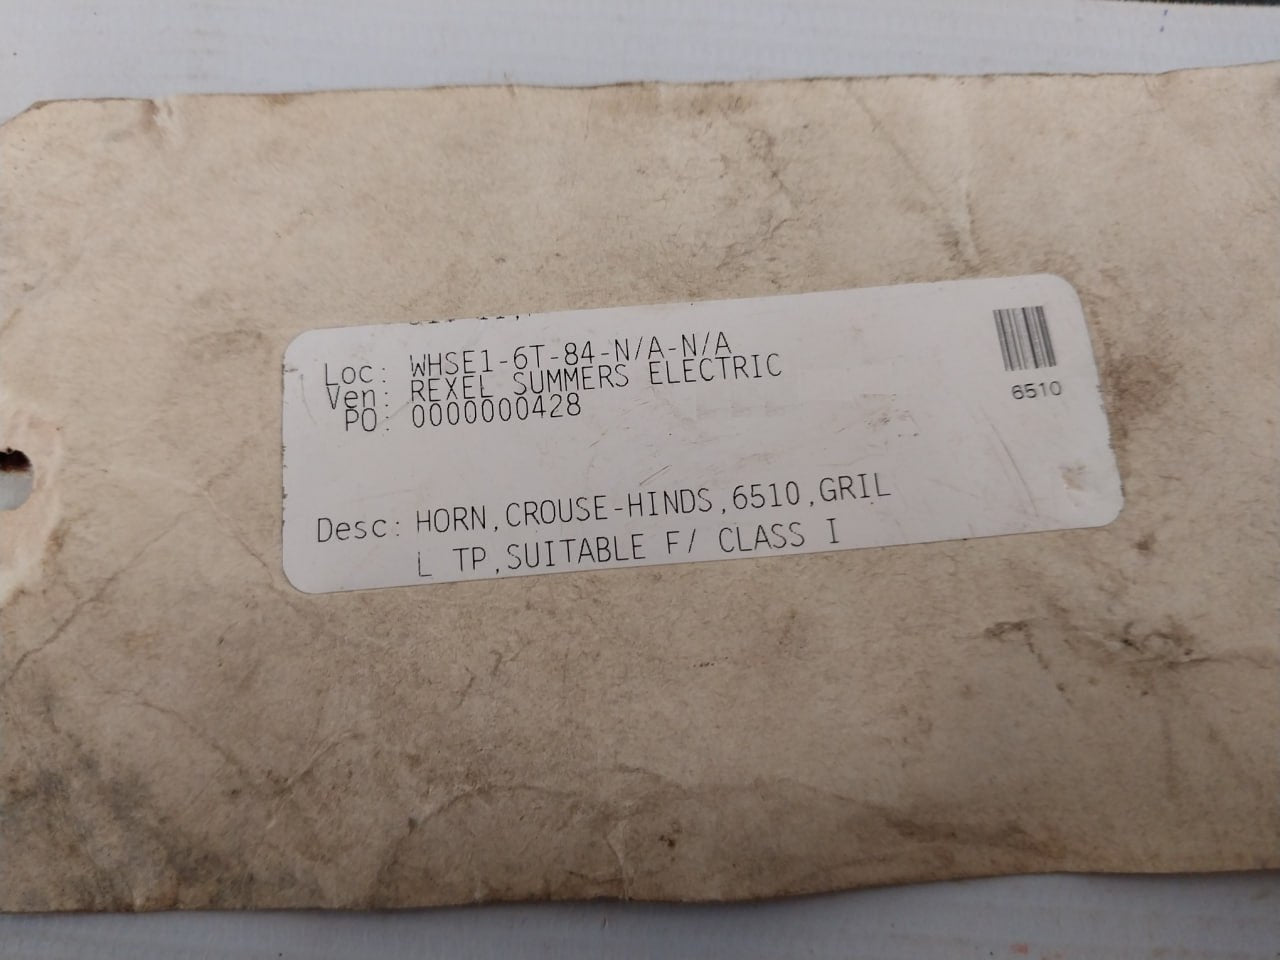 Loc: WHSE1-6T-84-N/A-N/A
Ven: REXEL SUMMERS ELECTRIC
PO: 0000000428
6510
Desc: HORN,CROUSE-HINDS,6510,GRIL
L TP,SUITABLE F/ CLASS I